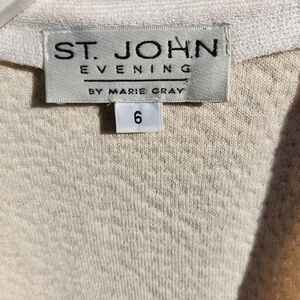 ST. JOHN
EVENING
BY MARIE GRAY
6